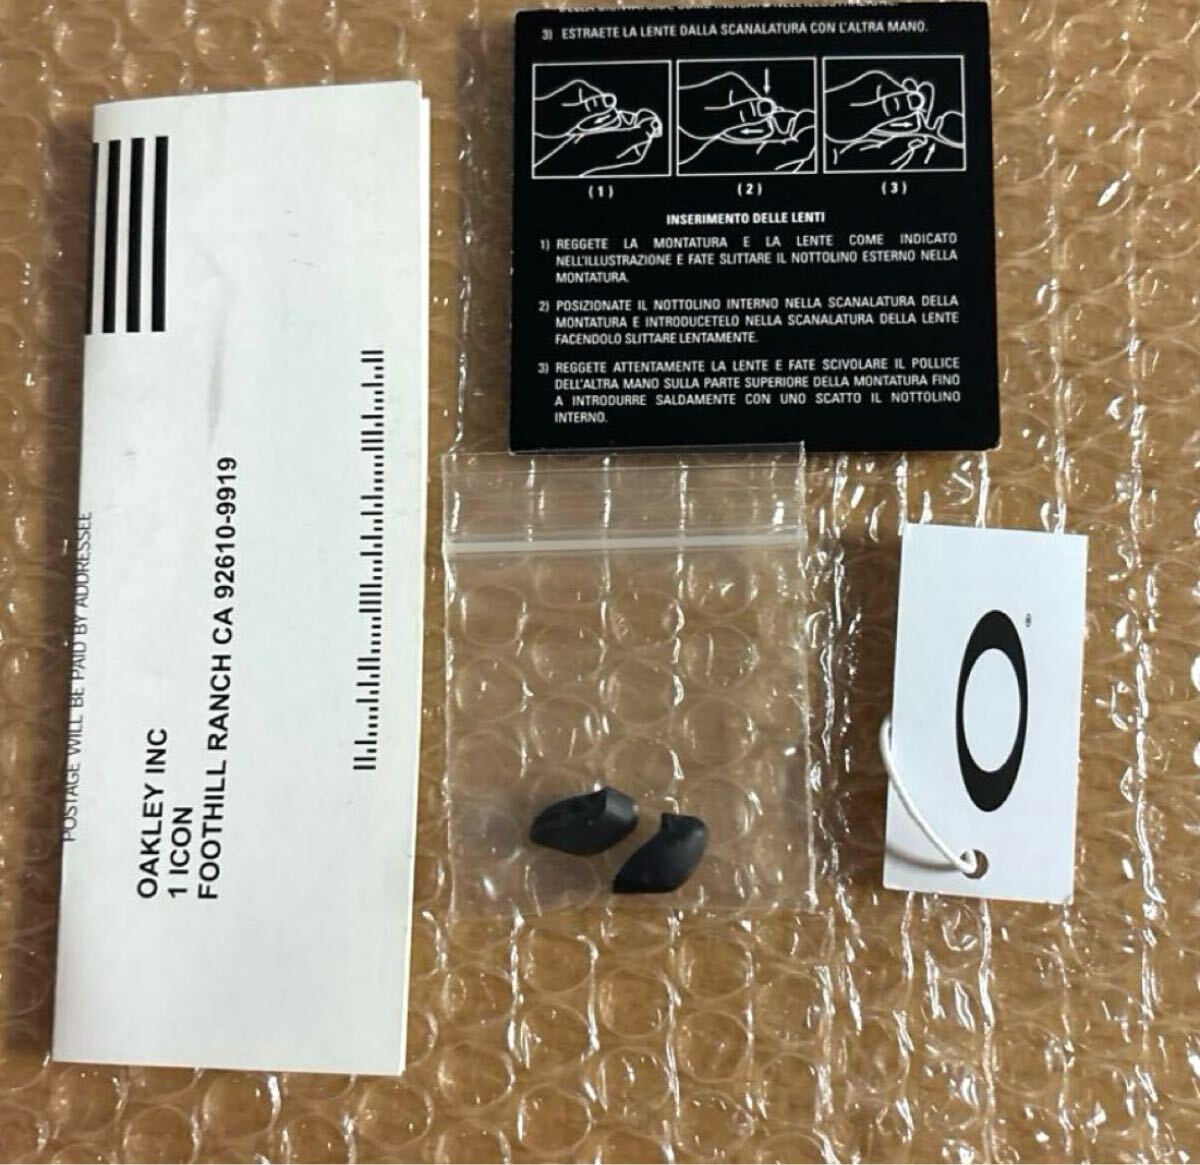 POSTAGE WILL BE PAID BY ADDRESSEE
OAKLEY INC
1 ICON
FOOTHILL RANCH CA 92610-9919
3) ESTRAETE LA LENTE DALLA SCANALATURA CON L'ALTRA MANO.
(1) (2) (3)
INSERIMENTO DELLE LENTI
1) REGGETE LA MONTATURA E LA LENTE COME INDICATO
NELL'ILLUSTRAZIONE E FATE SLITTARE IL NOTTOLINO ESTERNO NELLA
MONTATURA.
2) POSIZIONATE IL NOTTOLINO INTERNO NELLA SCANALATURA DELLA
MONTATURA E INTRODUCETELO NELLA SCANALATURA DELLA LENTE
FACENDOLO SLITTARE LENTAMENTE.
3) REGGETE ATTENTAMENTE LA LENTE E FATE SCIVOLARE IL POLLICE
DELL'ALTRA MANO SULLA PARTE SUPERIORE DELLA MONTATURA FINO
A INTRODURRE SALDAMENTE CON UNO SCATTO IL NOTTOLINO
INTERNO.
®